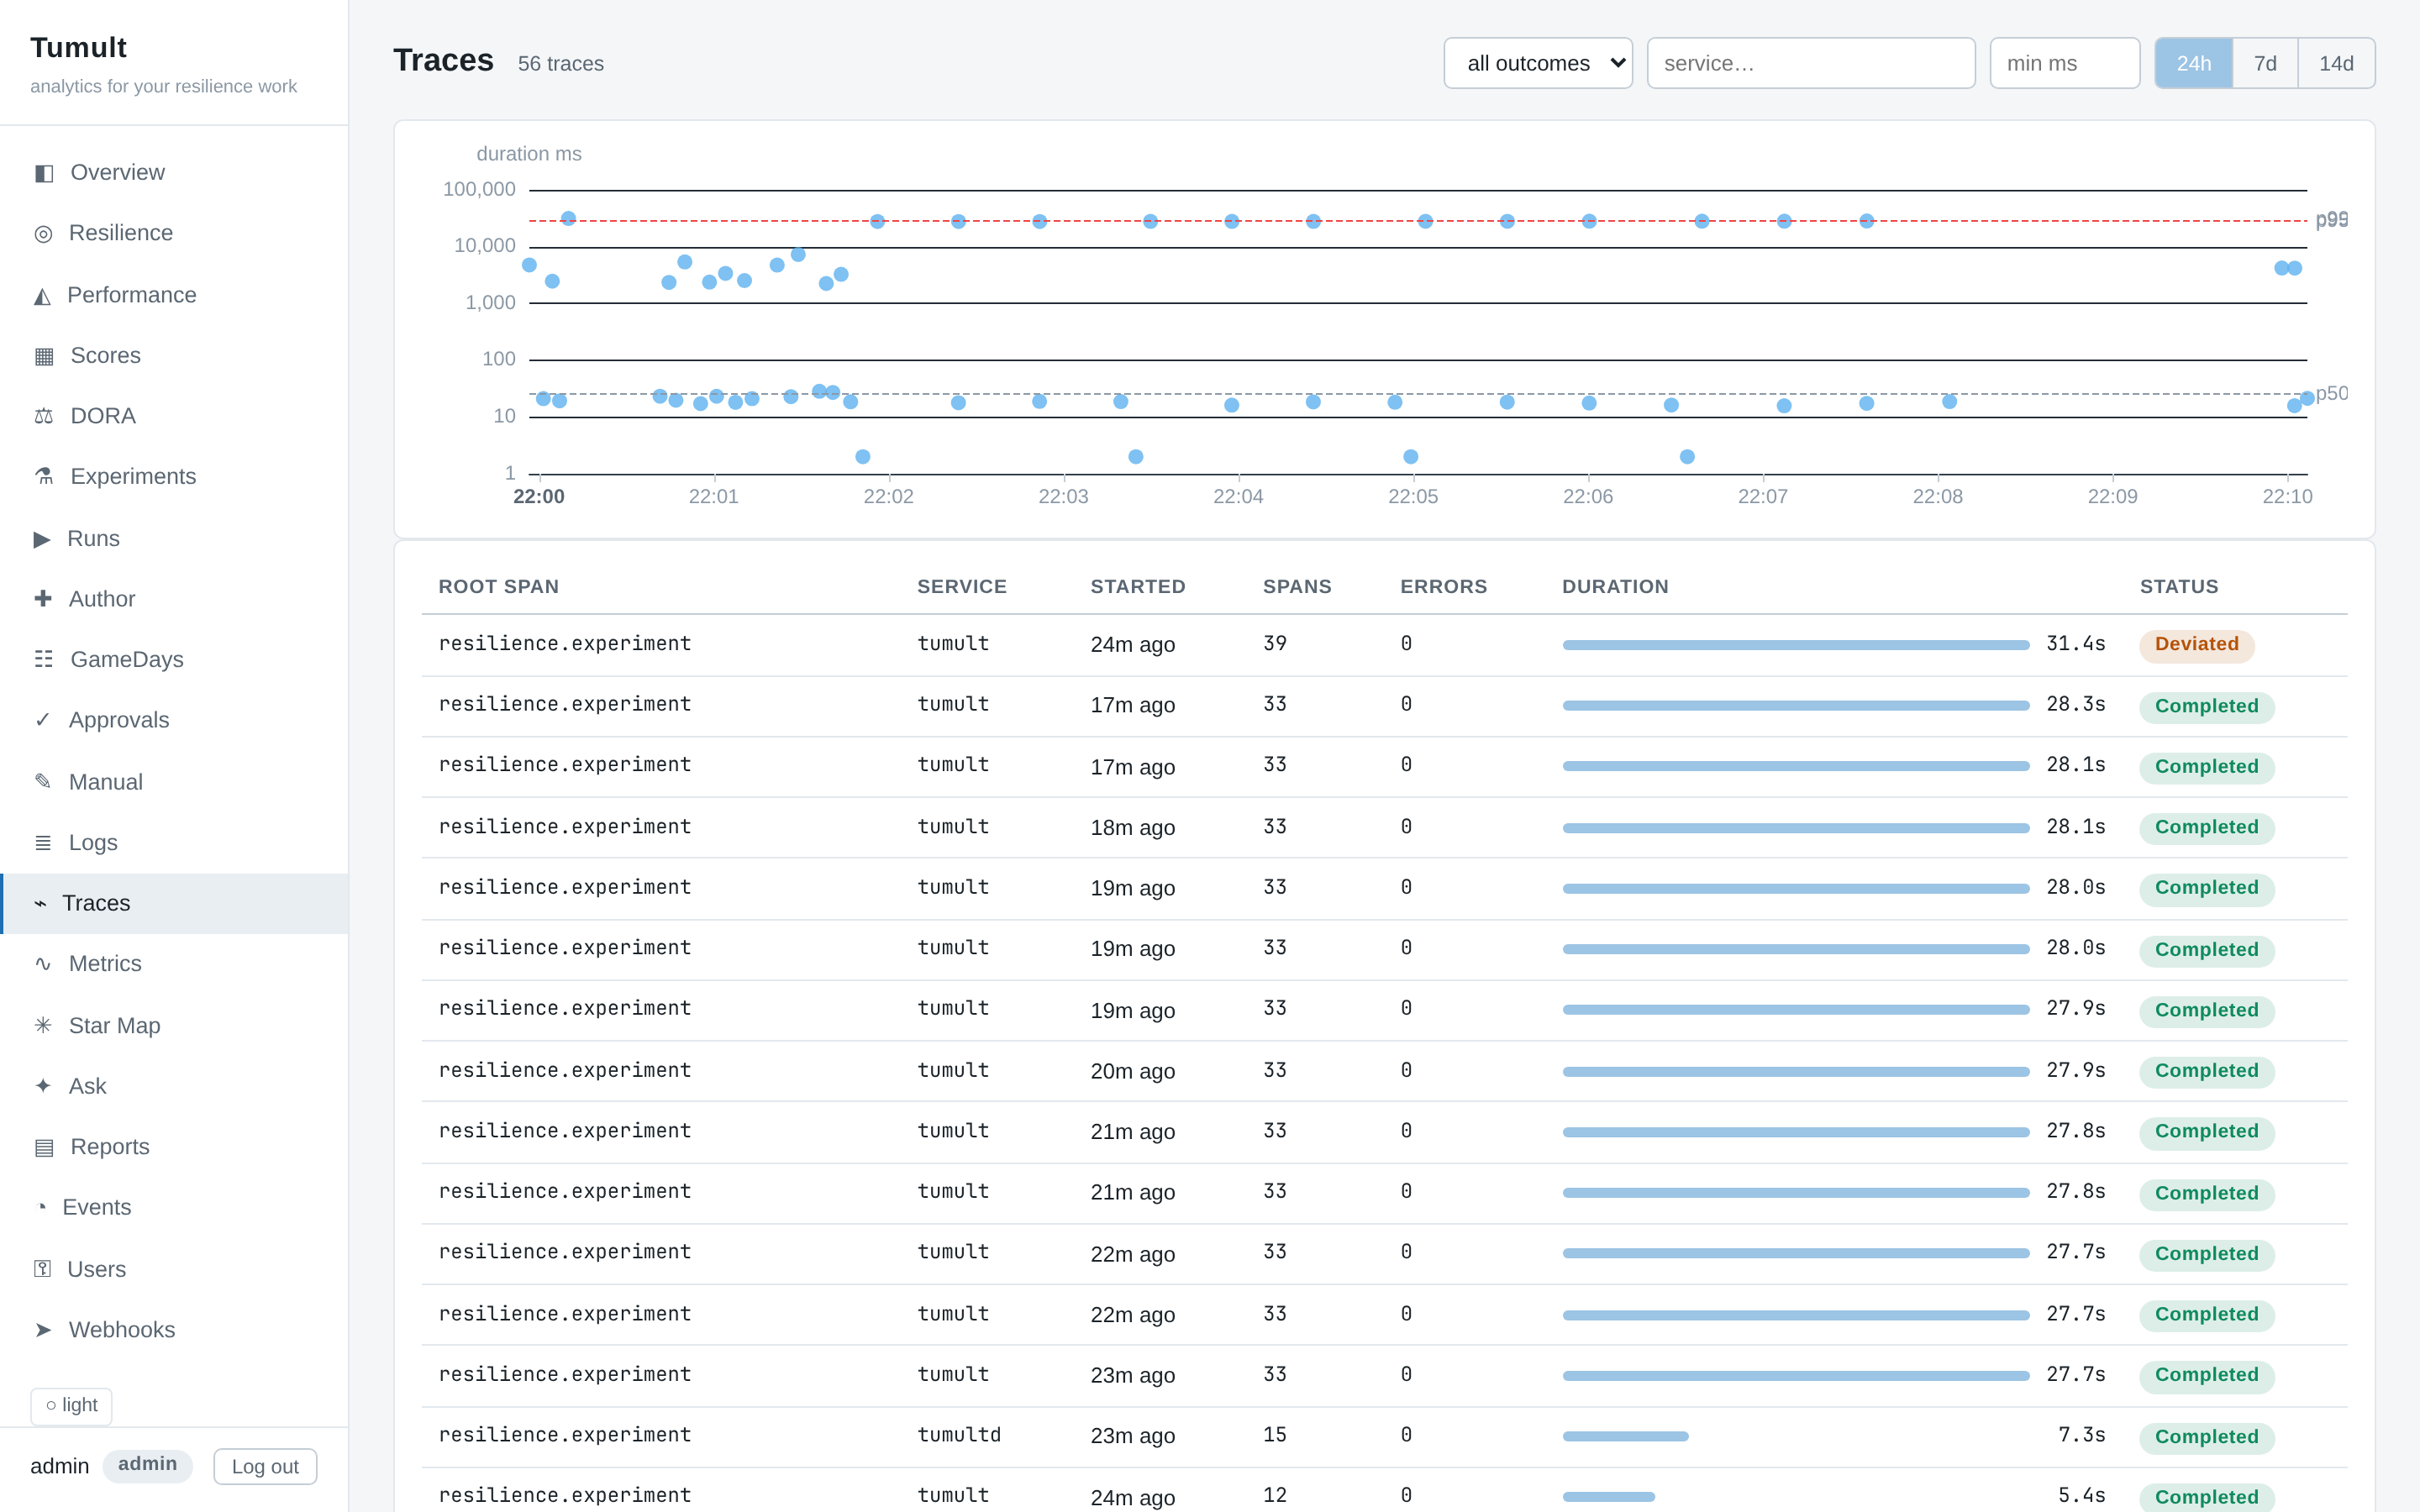 Tumult
analytics for your resilience work
Overview
Resilience
Performance
Scores
DORA
Experiments
Runs
Author
GameDays
Approvals
Manual
Logs
Traces
Metrics
Star Map
Ask
Reports
Events
Users
Webhooks
light
admin admin Log out
Traces 56 traces all outcomes service… min ms 24h 7d 14d
duration ms
100,000
10,000
1,000
100
10
1
p95
p50
22:00 22:01 22:02 22:03 22:04 22:05 22:06 22:07 22:08 22:09 22:10
ROOT SPAN SERVICE STARTED SPANS ERRORS DURATION STATUS
resilience.experiment tumult 24m ago 39 0 31.4s Deviated
resilience.experiment tumult 17m ago 33 0 28.3s Completed
resilience.experiment tumult 17m ago 33 0 28.1s Completed
resilience.experiment tumult 18m ago 33 0 28.1s Completed
resilience.experiment tumult 19m ago 33 0 28.0s Completed
resilience.experiment tumult 19m ago 33 0 28.0s Completed
resilience.experiment tumult 19m ago 33 0 27.9s Completed
resilience.experiment tumult 20m ago 33 0 27.9s Completed
resilience.experiment tumult 21m ago 33 0 27.8s Completed
resilience.experiment tumult 21m ago 33 0 27.8s Completed
resilience.experiment tumult 22m ago 33 0 27.7s Completed
resilience.experiment tumult 22m ago 33 0 27.7s Completed
resilience.experiment tumult 23m ago 33 0 27.7s Completed
resilience.experiment tumultd 23m ago 15 0 7.3s Completed
resilience.experiment tumult 24m ago 12 0 5.4s Completed